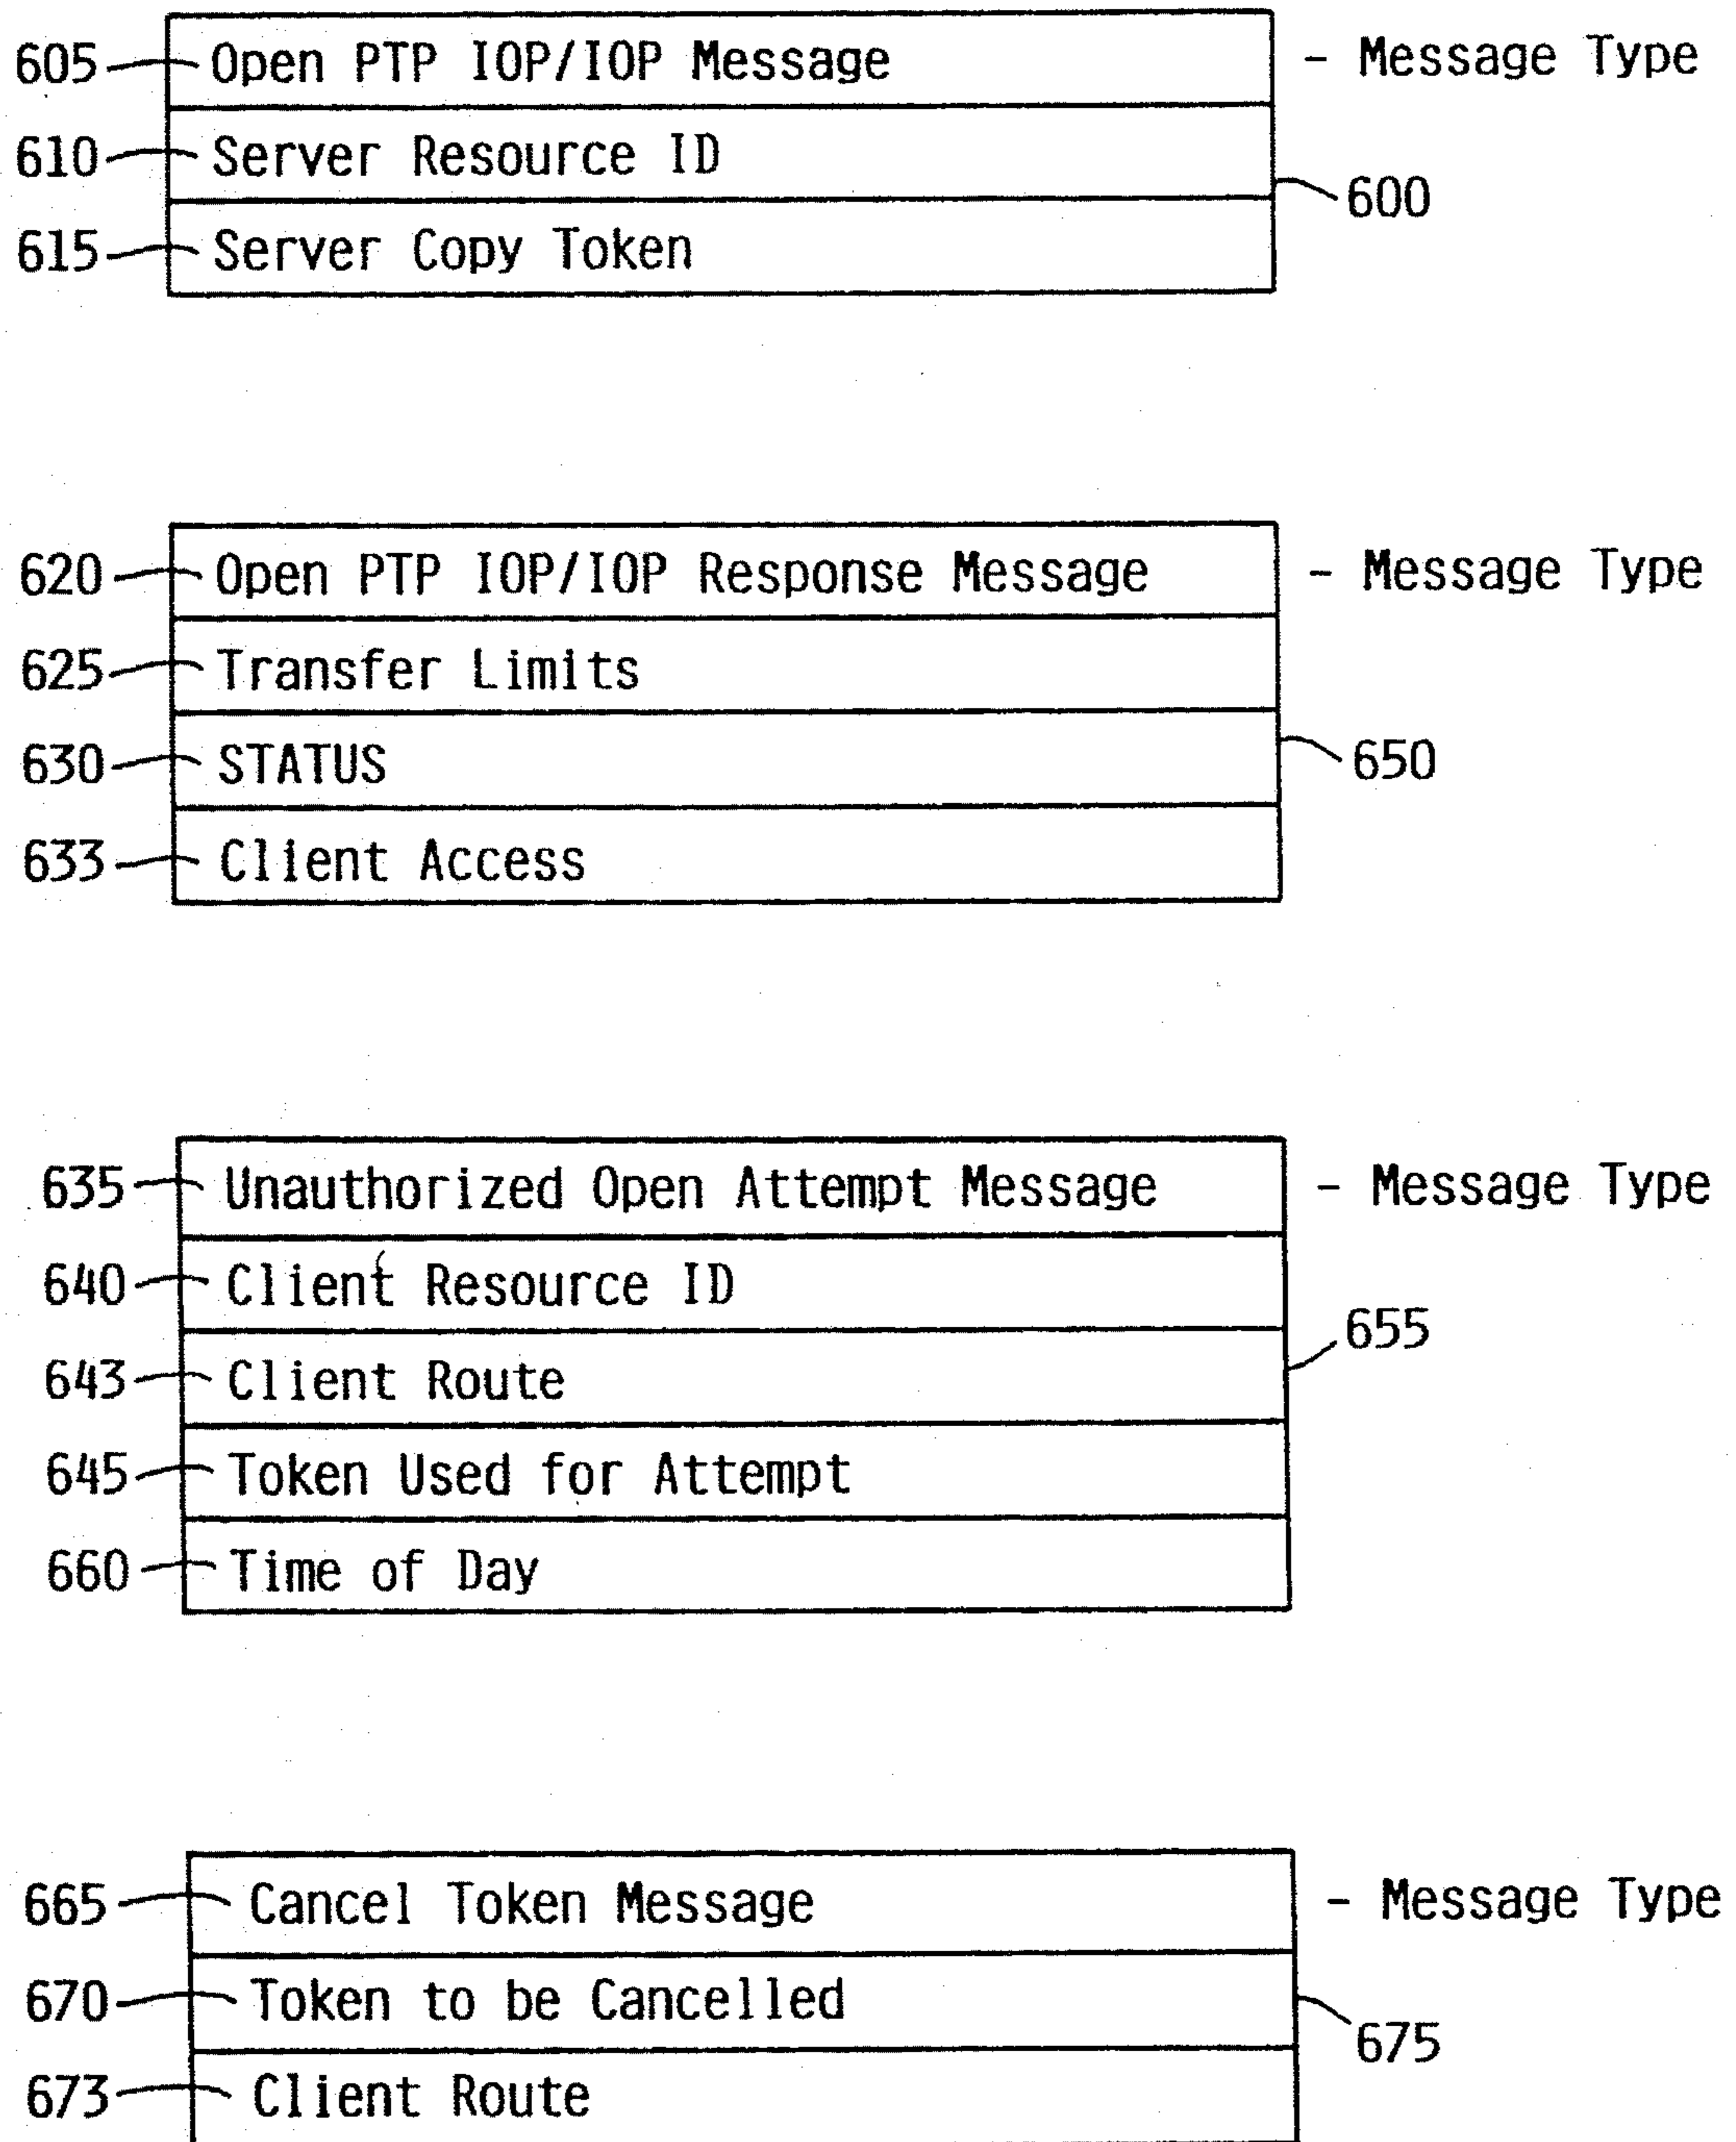 605 Open PTP IOP/IOP Message - Message Type
610 Server Resource ID
600
615 Server Copy Token
620 Open PTP IOP/IOP Response Message - Message Type
625 Transfer Limits
630 STATUS
650
633 Client Access
635 Unauthorized Open Attempt Message - Message Type
640 Client Resource ID
655
643 Client Route
645 Token Used for Attempt
660 Time of Day
665 Cancel Token Message - Message Type
670 Token to be Cancelled
675
673 Client Route